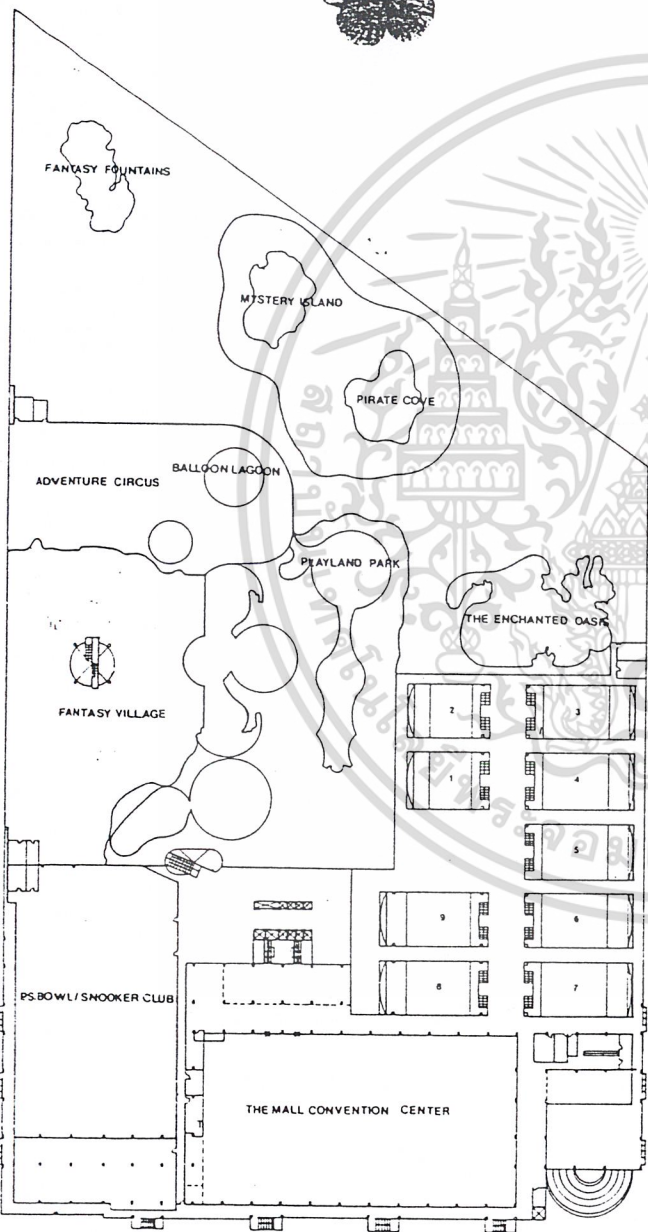 FANTASY FOUNTAINS
MYSTERY ISLAND
PIRATE COVE
BALLOON LAGOON
ADVENTURE CIRCUS
PLAYLAND PARK
THE ENCHANTED OASIS
FANTASY VILLAGE
2
3
1
4
5
9
6
8
7
P.S.BOWL / SNOOKER CLUB
THE MALL CONVENTION CENTER